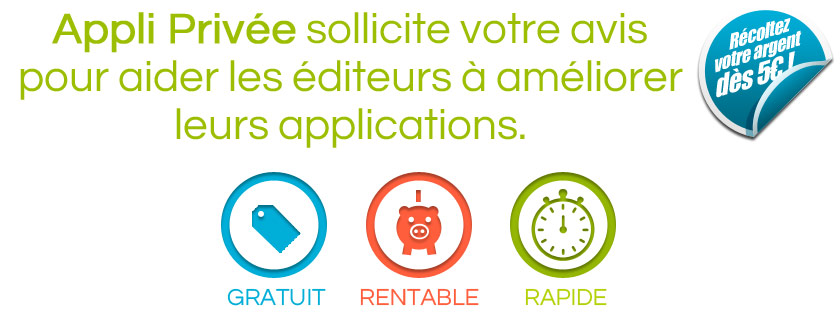 Appli Privée sollicite votre avis
pour aider les éditeurs à améliorer
leurs applications.
Récoltez
votre argent
dès 5€ !
GRATUIT
RENTABLE
RAPIDE